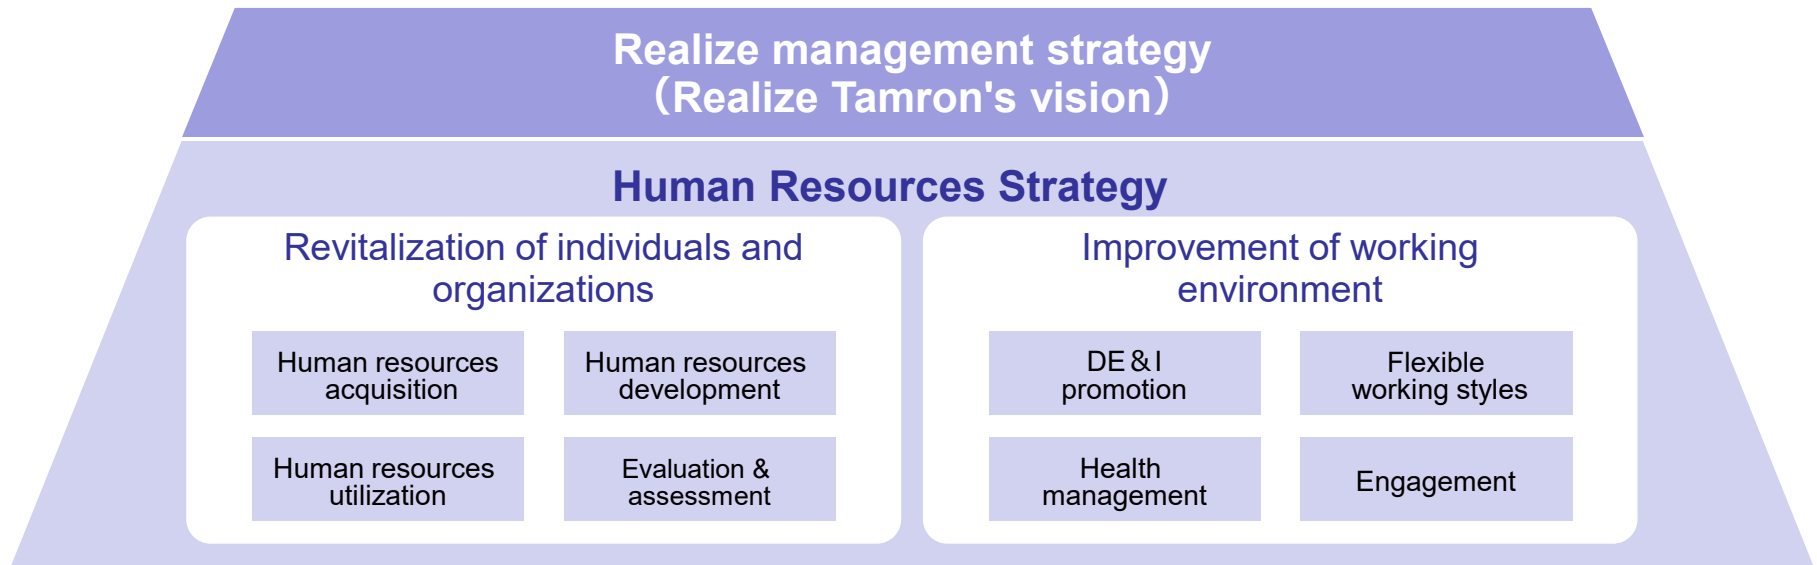 Realize management strategy
（Realize Tamron's vision）
Human Resources Strategy
Revitalization of individuals and
organizations
Human resources
acquisition
Human resources
development
Human resources
utilization
Evaluation &
assessment
Improvement of working
environment
DE＆I
promotion
Flexible
working styles
Health
management
Engagement